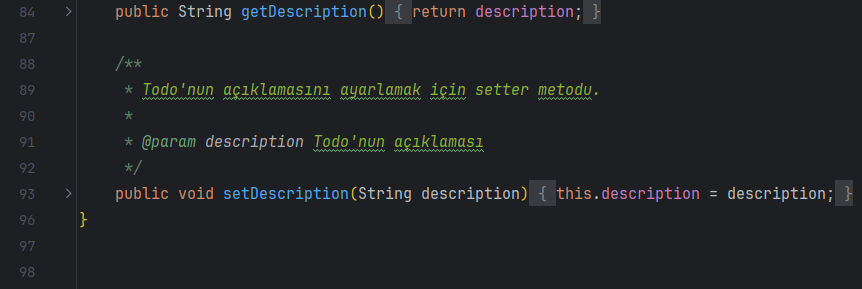 84 public String getDescription() { return description; }
87
88 /**
89 * Todo'nun açıklamasını ayarlamak için setter metodu.
90 *
91 * @param description Todo'nun açıklaması
92 */
93 public void setDescription(String description) { this.description = description; }
96 }
97
98